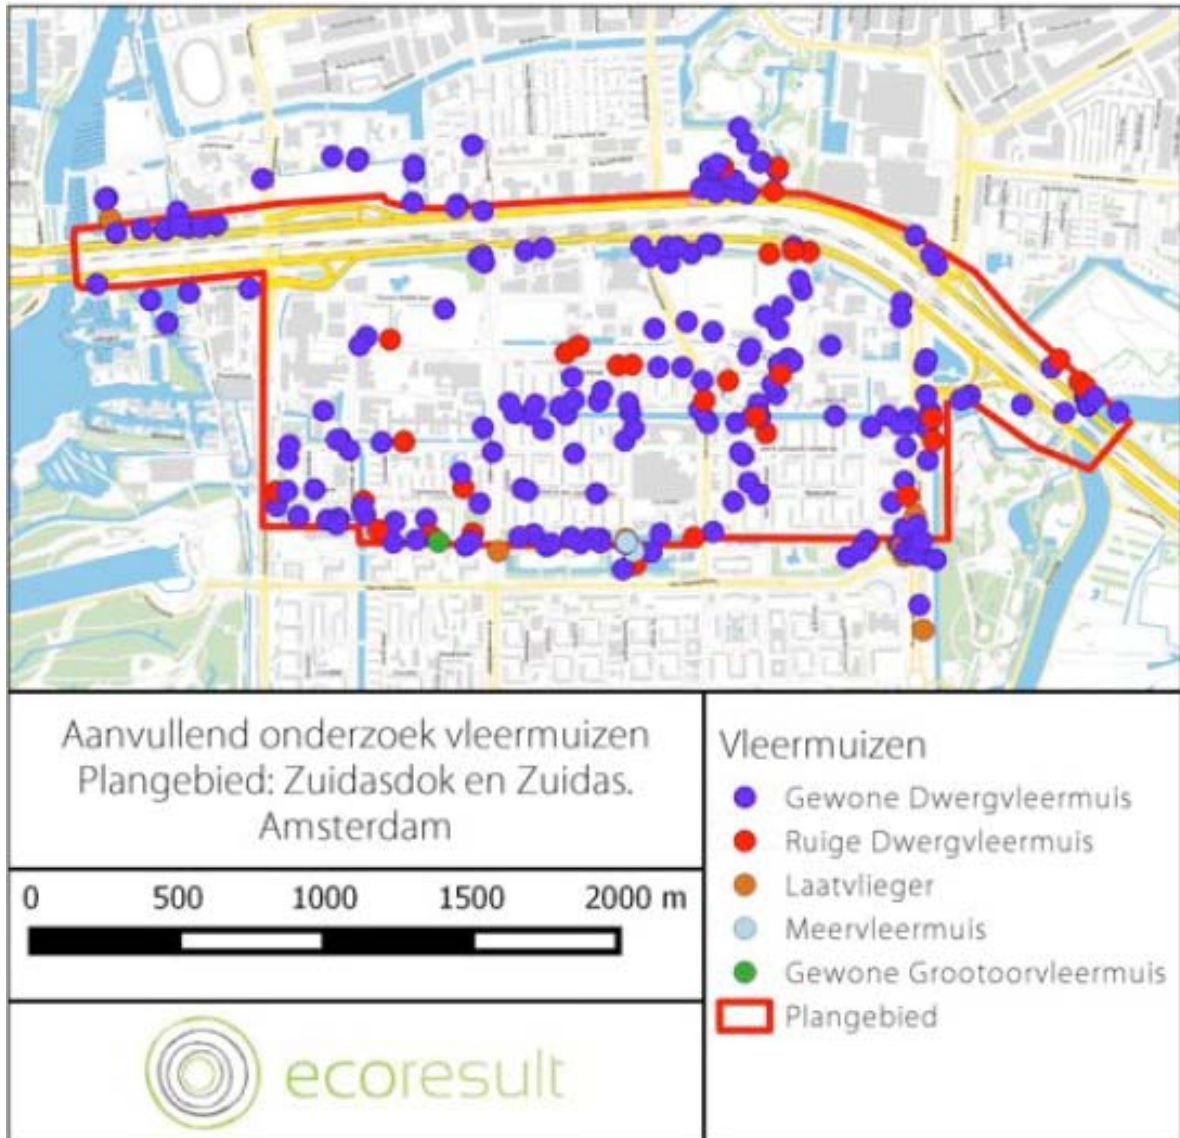 Aanvullend onderzoek vleermuizen
Plangebied: Zuidasdok en Zuidas.
Amsterdam
0 500 1000 1500 2000 m
ecoresult
Vleermuizen
Gewone Dwergvleermuis
Ruige Dwergvleermuis
Laatvlieger
Meervleermuis
Gewone Grootoorvleermuis
Plangebied